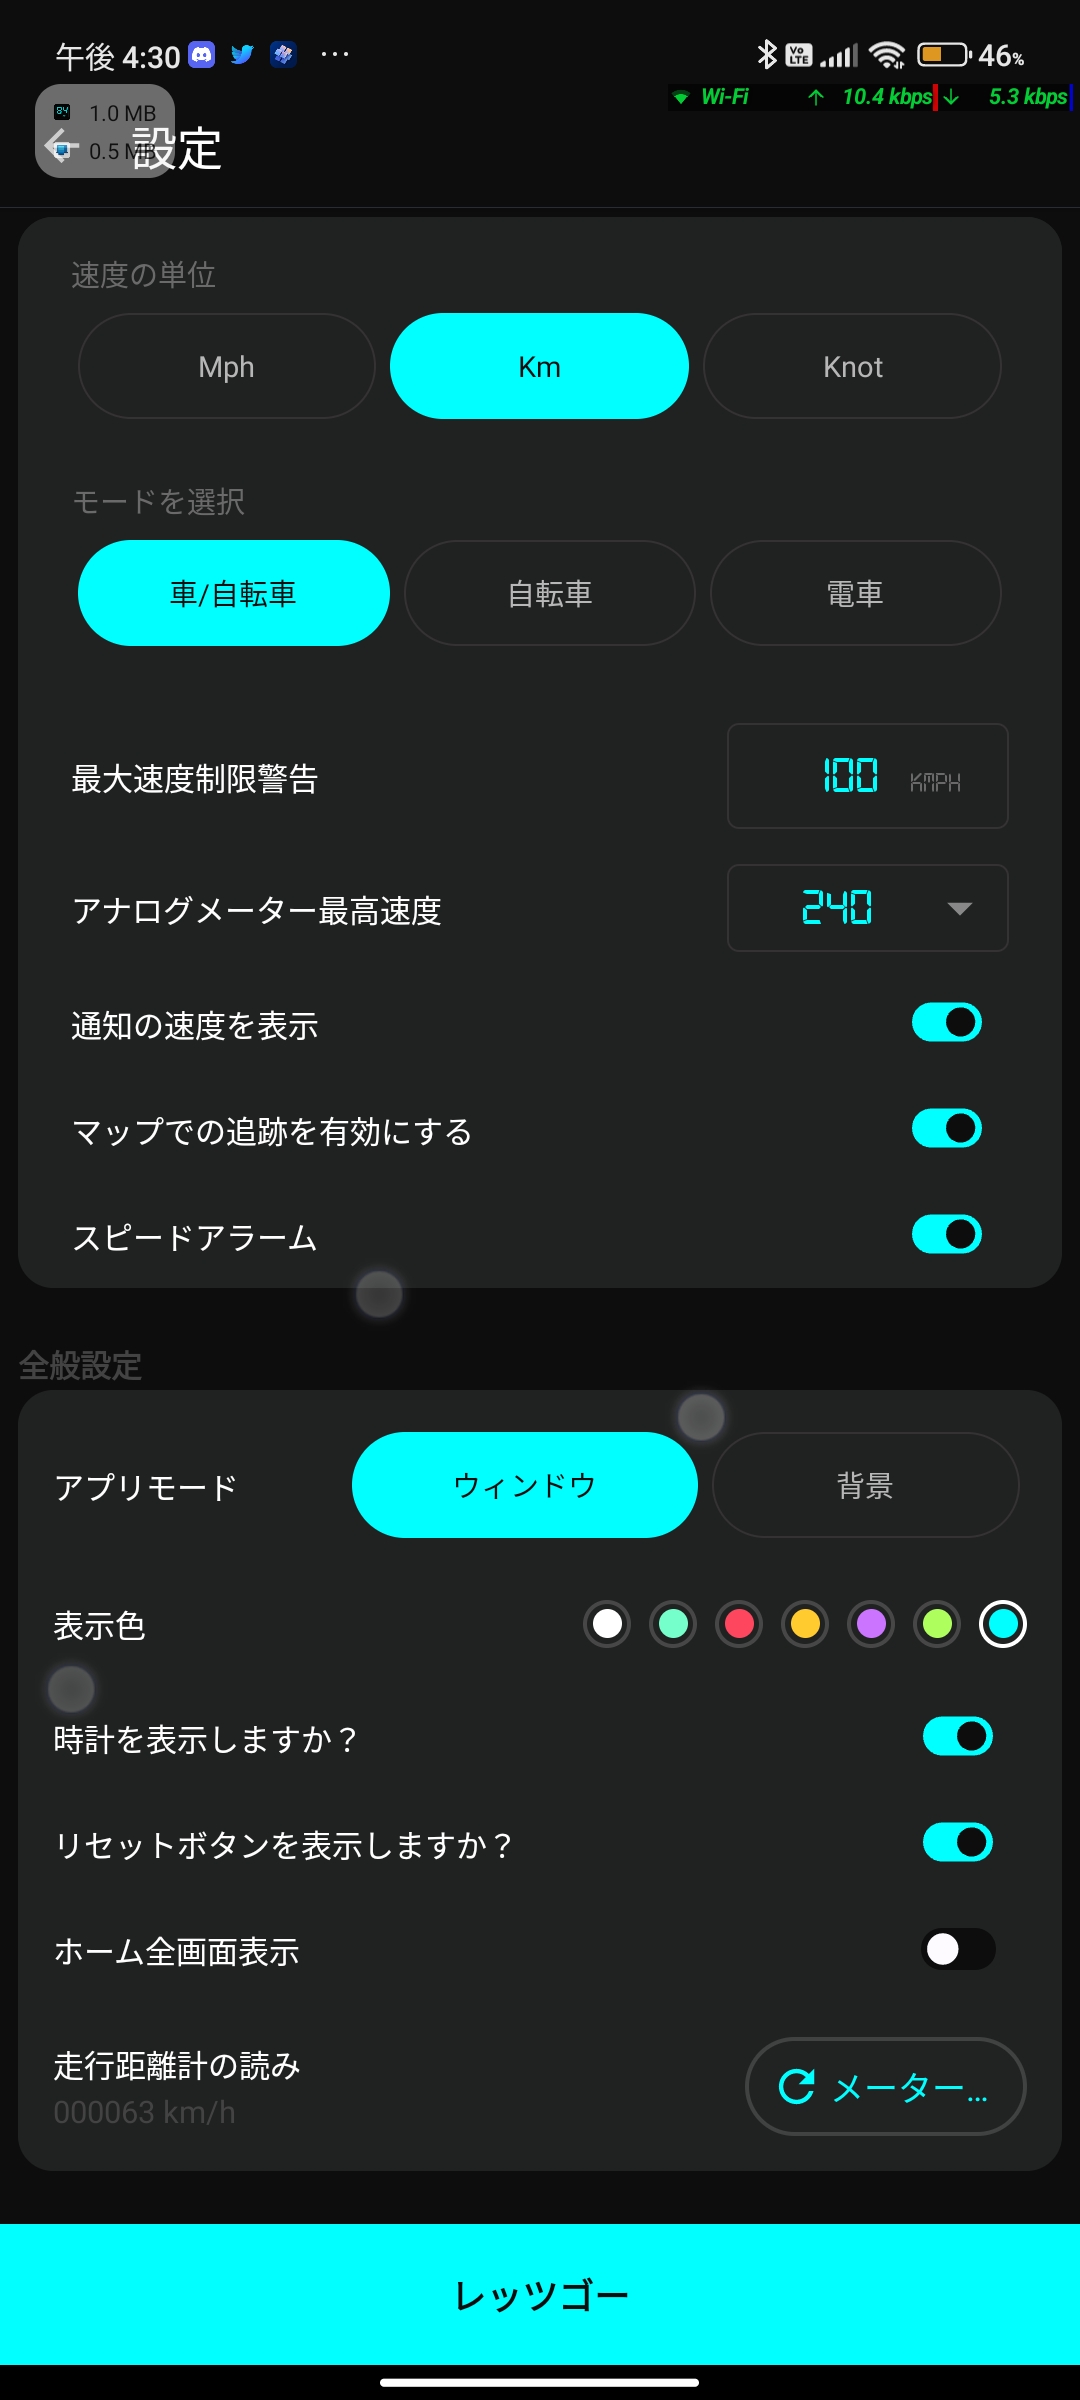 午後 4:30 46%
Wi-Fi ↑ 10.4 kbps ↓ 5.3 kbps
84 1.0 MB
0.5 MB
設定
速度の単位
Mph Km Knot
モードを選択
車/自転車 自転車 電車
最大速度制限警告 100 KMPH
アナログメーター最高速度 240
通知の速度を表示
マップでの追跡を有効にする
スピードアラーム
全般設定
アプリモード ウィンドウ 背景
表示色
時計を表示しますか？
リセットボタンを表示しますか？
ホーム全画面表示
走行距離計の読み
000063 km/h メーター...
レッツゴー